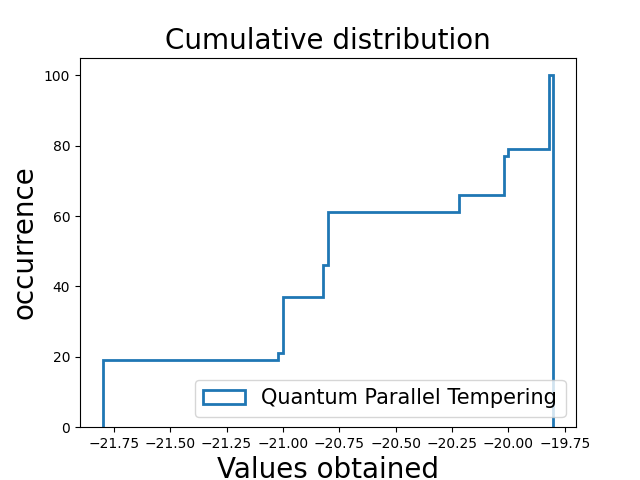 Cumulative distribution
occurrence
100
80
60
40
20
0
Quantum Parallel Tempering
−21.75 −21.50 −21.25 −21.00 −20.75 −20.50 −20.25 −20.00 −19.75
Values obtained